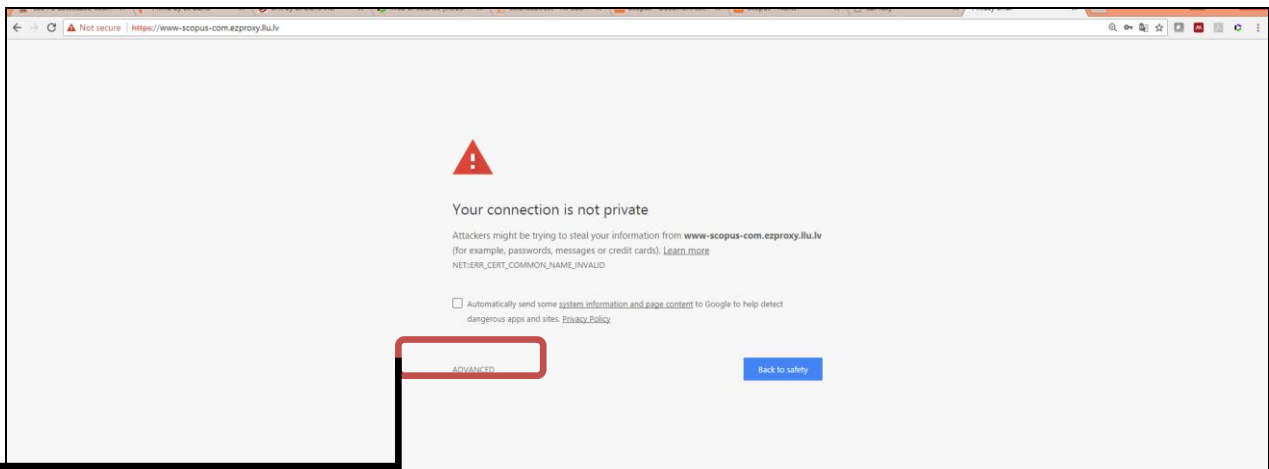 Not secure | https://www-scopus-com.ezproxy.llu.lv
Your connection is not private
Attackers might be trying to steal your information from www-scopus-com.ezproxy.llu.lv
(for example, passwords, messages or credit cards). Learn more
NET::ERR_CERT_COMMON_NAME_INVALID
Automatically send some system information and page content to Google to help detect
dangerous apps and sites. Privacy Policy
ADVANCED
Back to safety